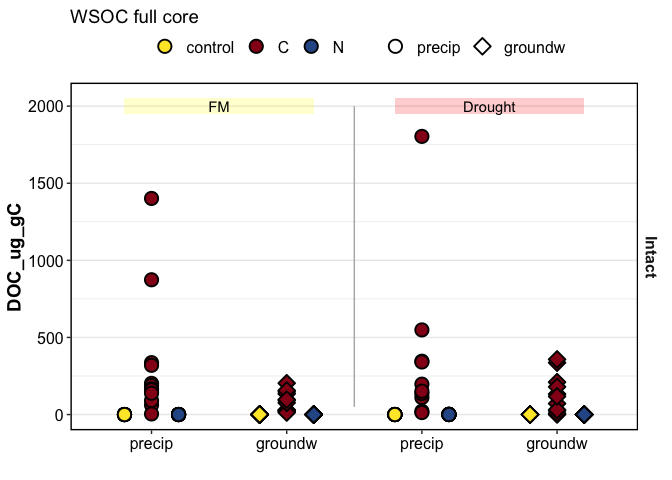 WSOC full core
control C N precip groundw
FM Drought
2000
1500
1000
500
0
DOC_ug_gC
Intact
precip groundw precip groundw